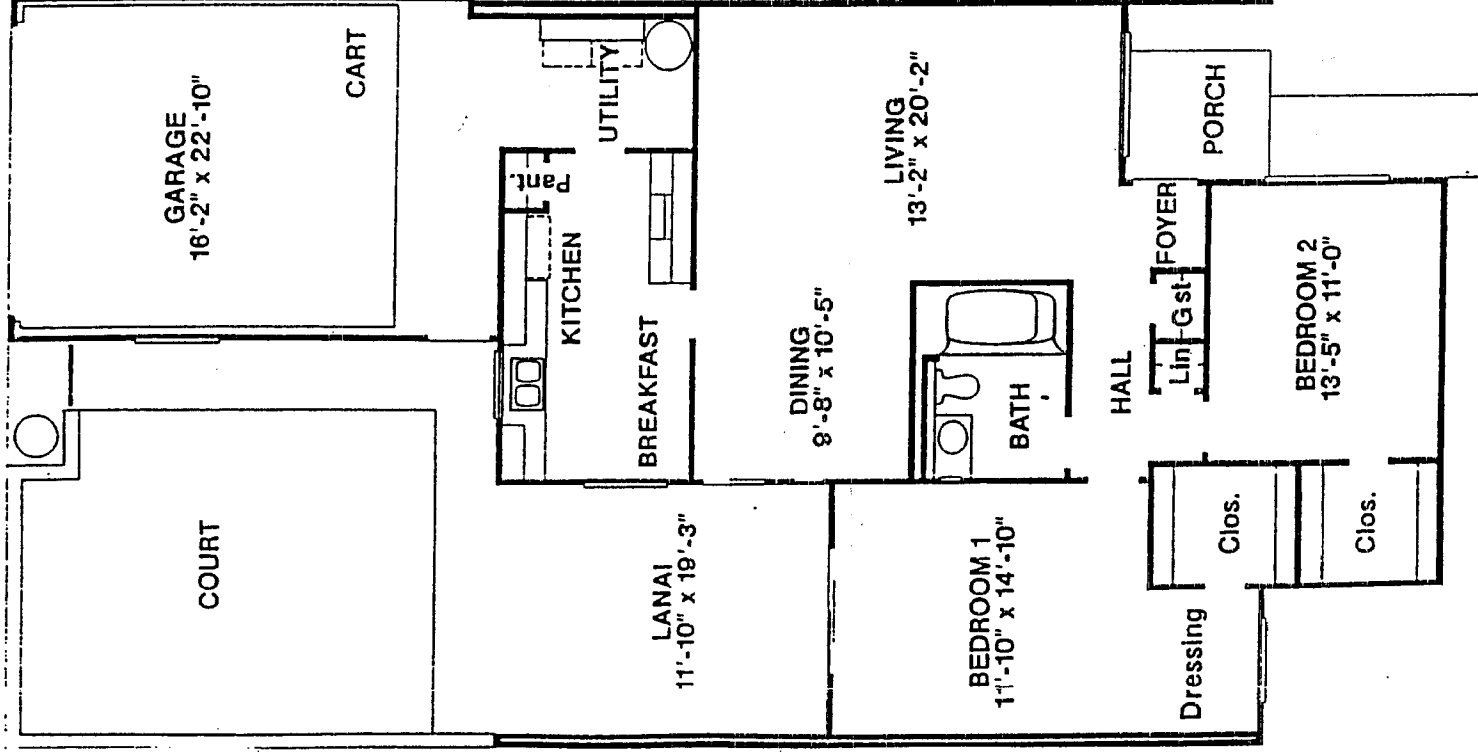 COURT
GARAGE
16'-2" x 22'-10"
CART
LANAI
11'-10" x 19'-3"
BREAKFAST
KITCHEN
Pant.
UTILITY
DINING
9'-8" x 10'-5"
LIVING
13'-2" x 20'-2"
BEDROOM 1
11'-10" x 14'-10"
BATH
HALL
Lin
Gst
FOYER
PORCH
Dressing
Clos.
Clos.
BEDROOM 2
13'-5" x 11'-0"